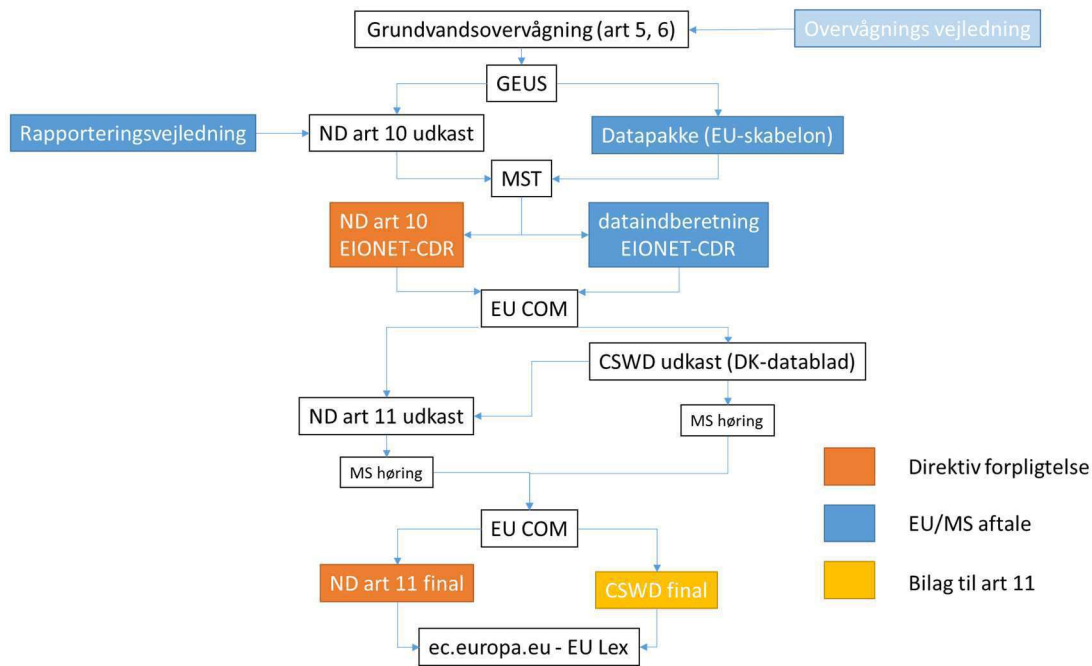 Grundvandsovervågning (art 5, 6)
Overvågnings vejledning
GEUS
Rapporteringsvejledning
ND art 10 udkast
Datapakke (EU-skabelon)
MST
ND art 10
EIONET-CDR
dataindberetning
EIONET-CDR
EU COM
CSWD udkast (DK-datablad)
ND art 11 udkast
MS høring
MS høring
Direktiv forpligtelse
EU COM
EU/MS aftale
ND art 11 final
CSWD final
Bilag til art 11
ec.europa.eu - EU Lex